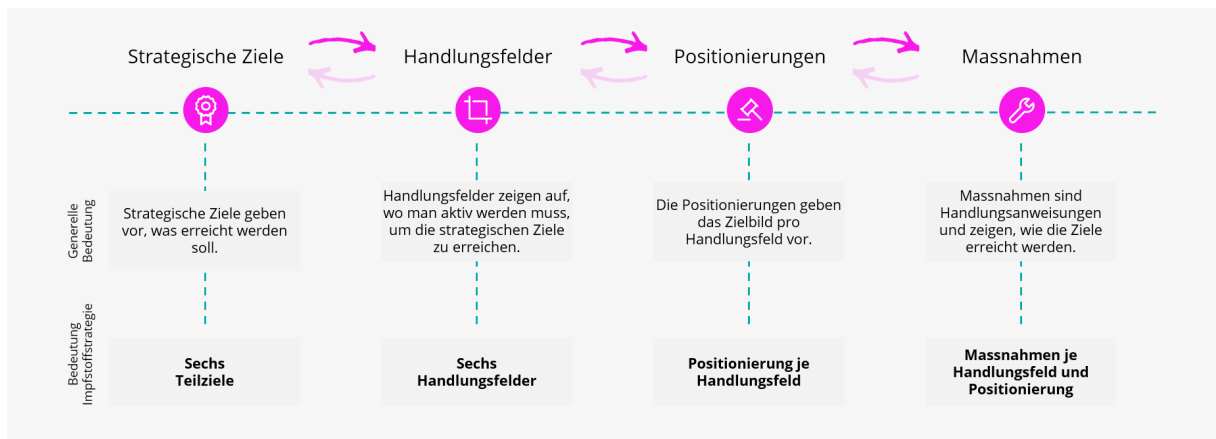 Strategische Ziele
Handlungsfelder
Positionierungen
Massnahmen
Generelle
Bedeutung
Strategische Ziele geben
vor, was erreicht werden
soll.
Handlungsfelder zeigen auf,
wo man aktiv werden muss,
um die strategischen Ziele
zu erreichen.
Die Positionierungen geben
das Zielbild pro
Handlungsfeld vor.
Massnahmen sind
Handlungsanweisungen
und zeigen, wie die Ziele
erreicht werden.
Bedeutung
Impfstoffstrategie
Sechs
Teilziele
Sechs
Handlungsfelder
Positionierung je
Handlungsfeld
Massnahmen je
Handlungsfeld und
Positionierung